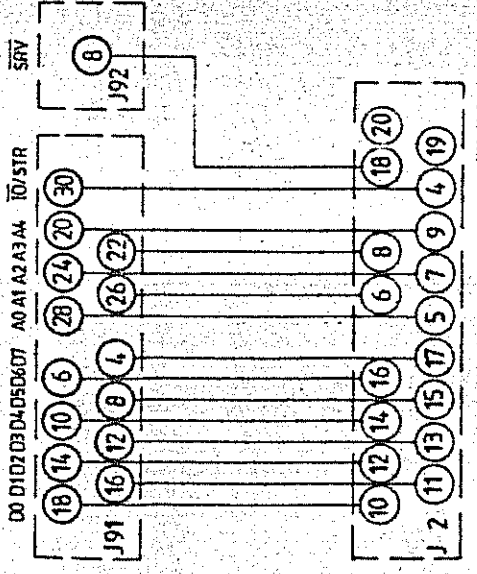 D0 D1 D2 D3 D4 D5 D6 D7 A0 A1 A2 A3 A4 IO/STR SRV
18 14 10 6 28 24 20 30 8
16 12 8 4 26 22
J91 J92
10 12 14 16 6 8 18 20
11 13 15 17 5 7 9 4 19
J2